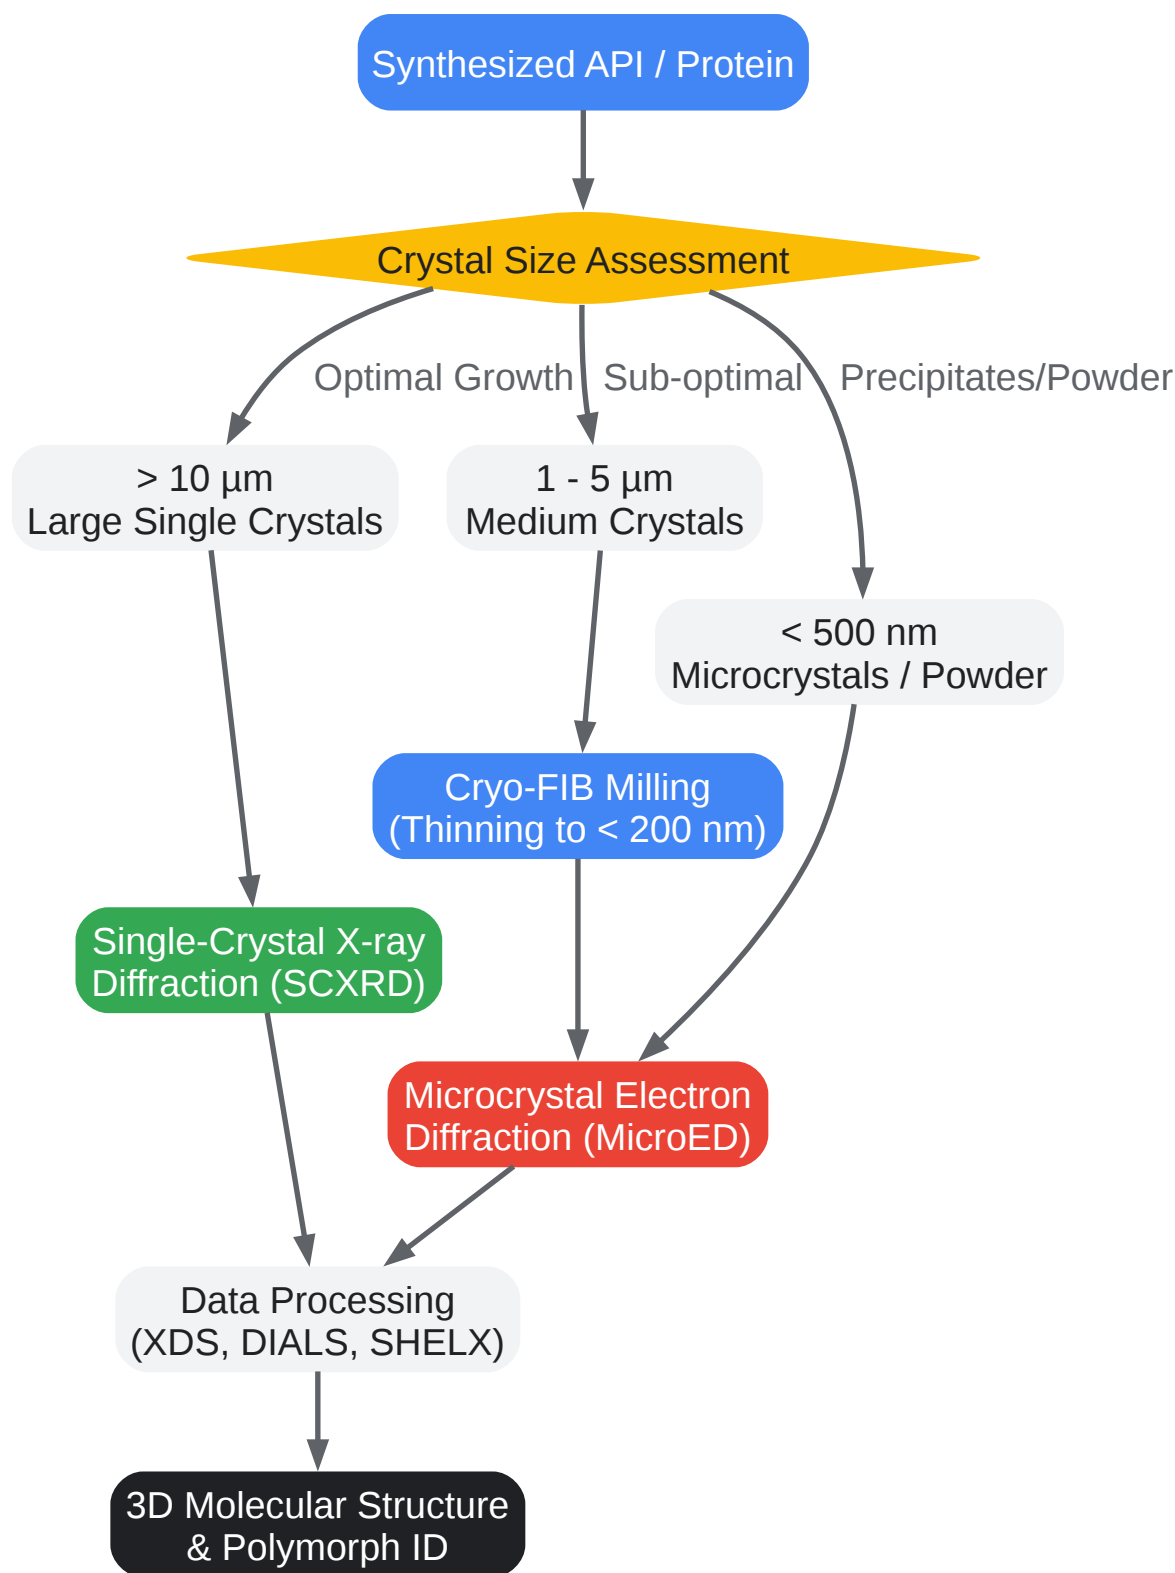 Synthesized API / Protein
Crystal Size Assessment
Optimal Growth
Sub-optimal
Precipitates/Powder
> 10 µm
Large Single Crystals
1 - 5 µm
Medium Crystals
< 500 nm
Microcrystals / Powder
Cryo-FIB Milling
(Thinning to < 200 nm)
Single-Crystal X-ray
Diffraction (SCXRD)
Microcrystal Electron
Diffraction (MicroED)
Data Processing
(XDS, DIALS, SHELX)
3D Molecular Structure
& Polymorph ID